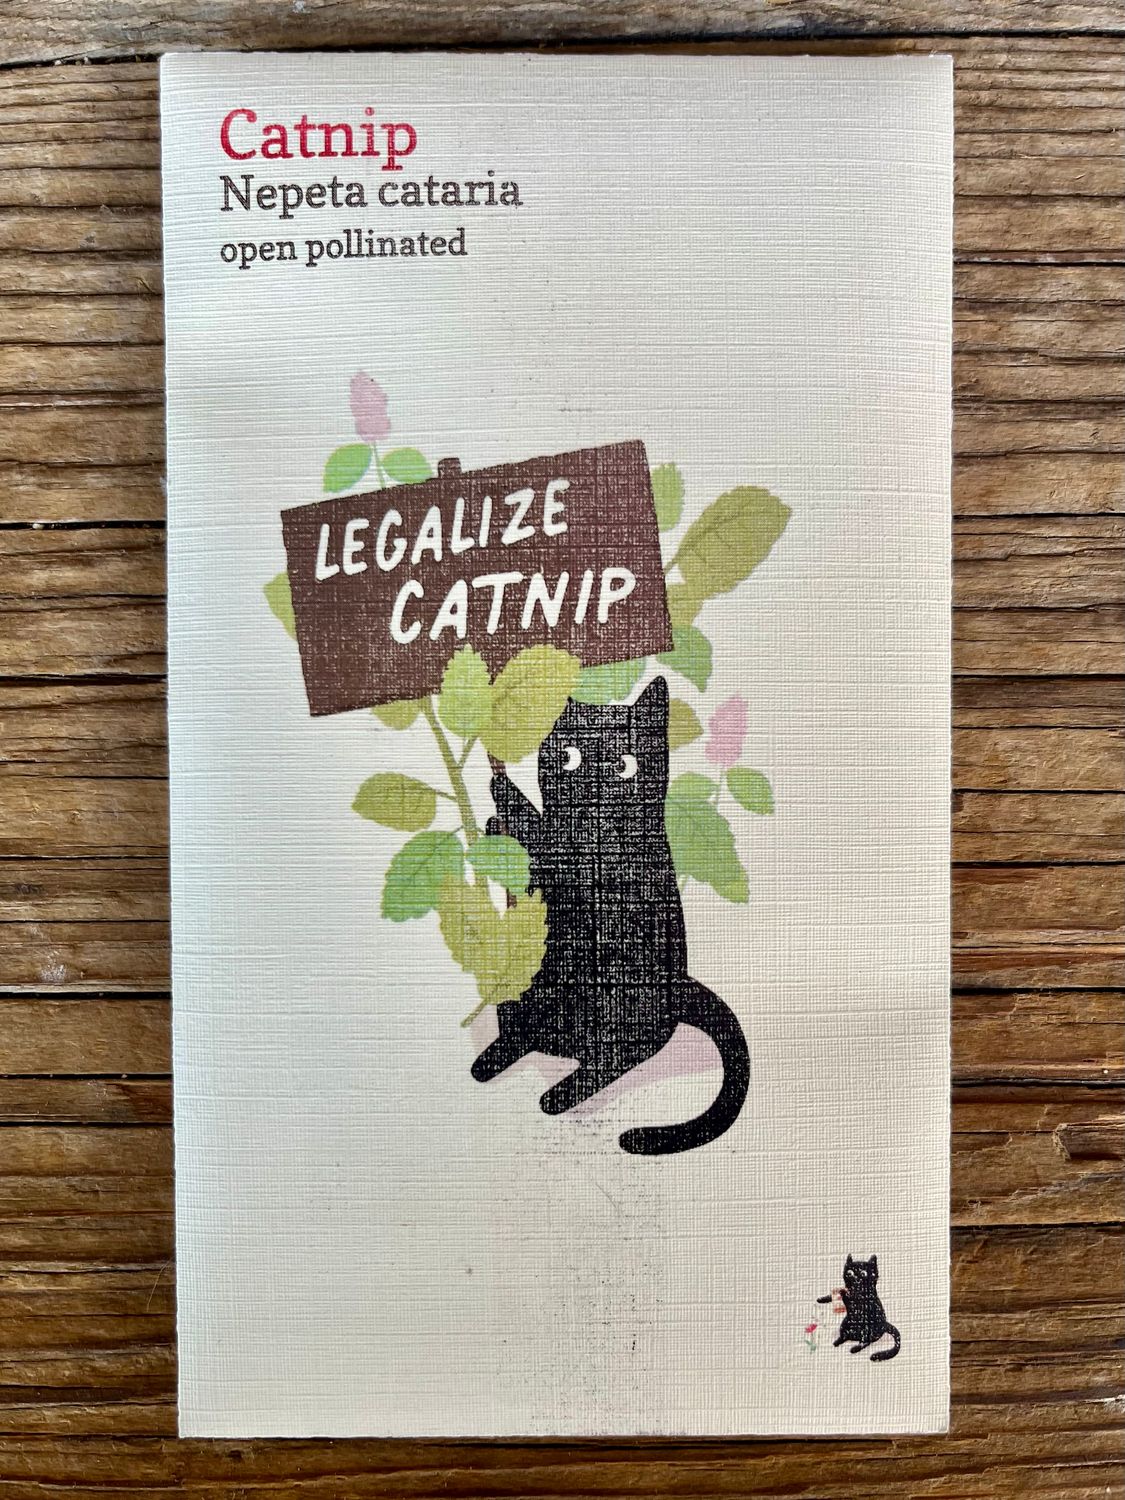 Catnip
Nepeta cataria
open pollinated
LEGALIZE
CATNIP